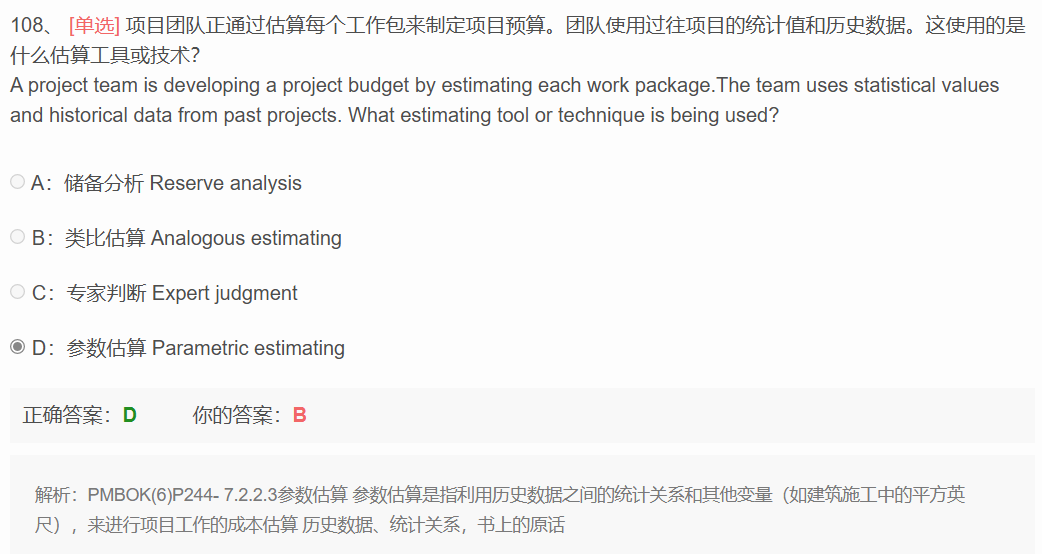 108、 [单选] 项目团队正通过估算每个工作包来制定项目预算。团队使用过往项目的统计值和历史数据。这使用的是
什么估算工具或技术？
A project team is developing a project budget by estimating each work package.The team uses statistical values
and historical data from past projects. What estimating tool or technique is being used?
A：储备分析 Reserve analysis
B：类比估算 Analogous estimating
C：专家判断 Expert judgment
D：参数估算 Parametric estimating
正确答案：D 你的答案：B
解析：PMBOK(6)P244- 7.2.2.3参数估算 参数估算是指利用历史数据之间的统计关系和其他变量（如建筑施工中的平方英
尺），来进行项目工作的成本估算 历史数据、统计关系，书上的原话